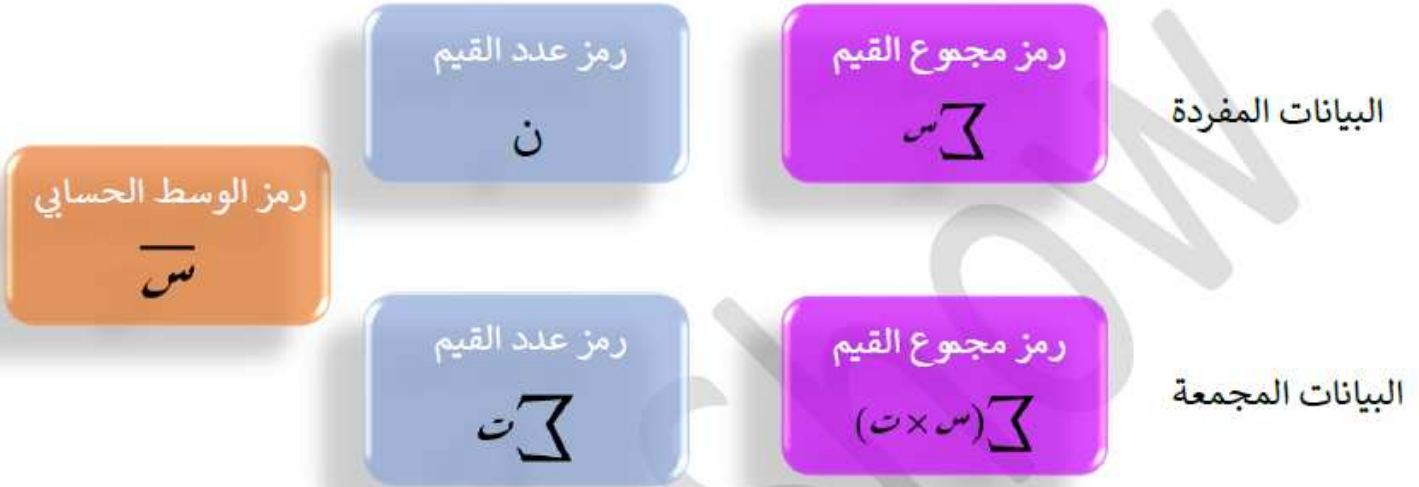 البيانات المفردة
رمز مجموع القيم
∑س
رمز عدد القيم
ن
رمز الوسط الحسابي
س̅
البيانات المجمعة
رمز مجموع القيم
∑(س × ت)
رمز عدد القيم
∑ت